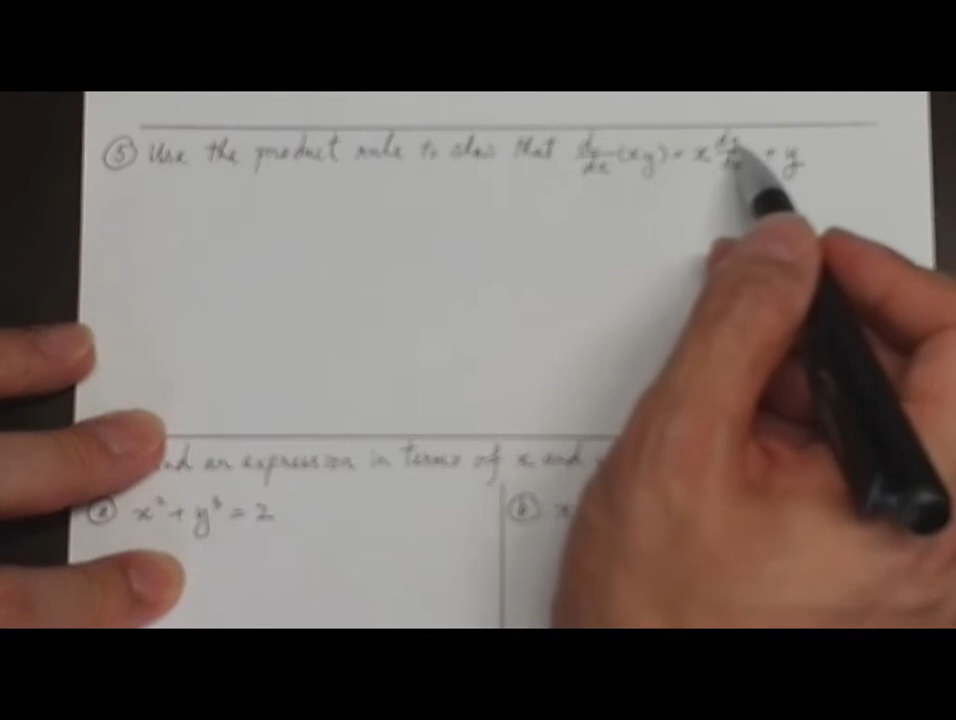 ⑤ Use the product rule to show that dy/dx (xy) = x dy/dx + y
an expression in terms of x and
ⓐ x² + y³ = 2
ⓑ x